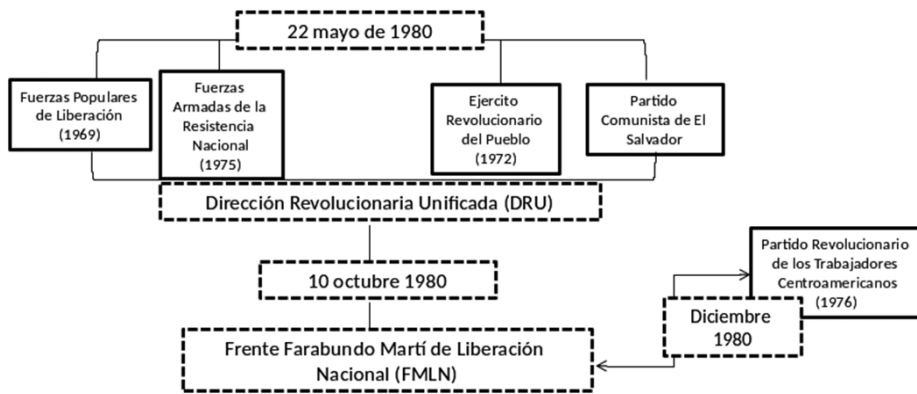 22 mayo de 1980
Fuerzas Populares
de Liberación
(1969)
Fuerzas
Armadas de la
Resistencia
Nacional
(1975)
Ejercito
Revolucionario
del Pueblo
(1972)
Partido
Comunista de El
Salvador
Dirección Revolucionaria Unificada (DRU)
10 octubre 1980
Partido Revolucionario
de los Trabajadores
Centroamericanos
(1976)
Diciembre
1980
Frente Farabundo Martí de Liberación
Nacional (FMLN)